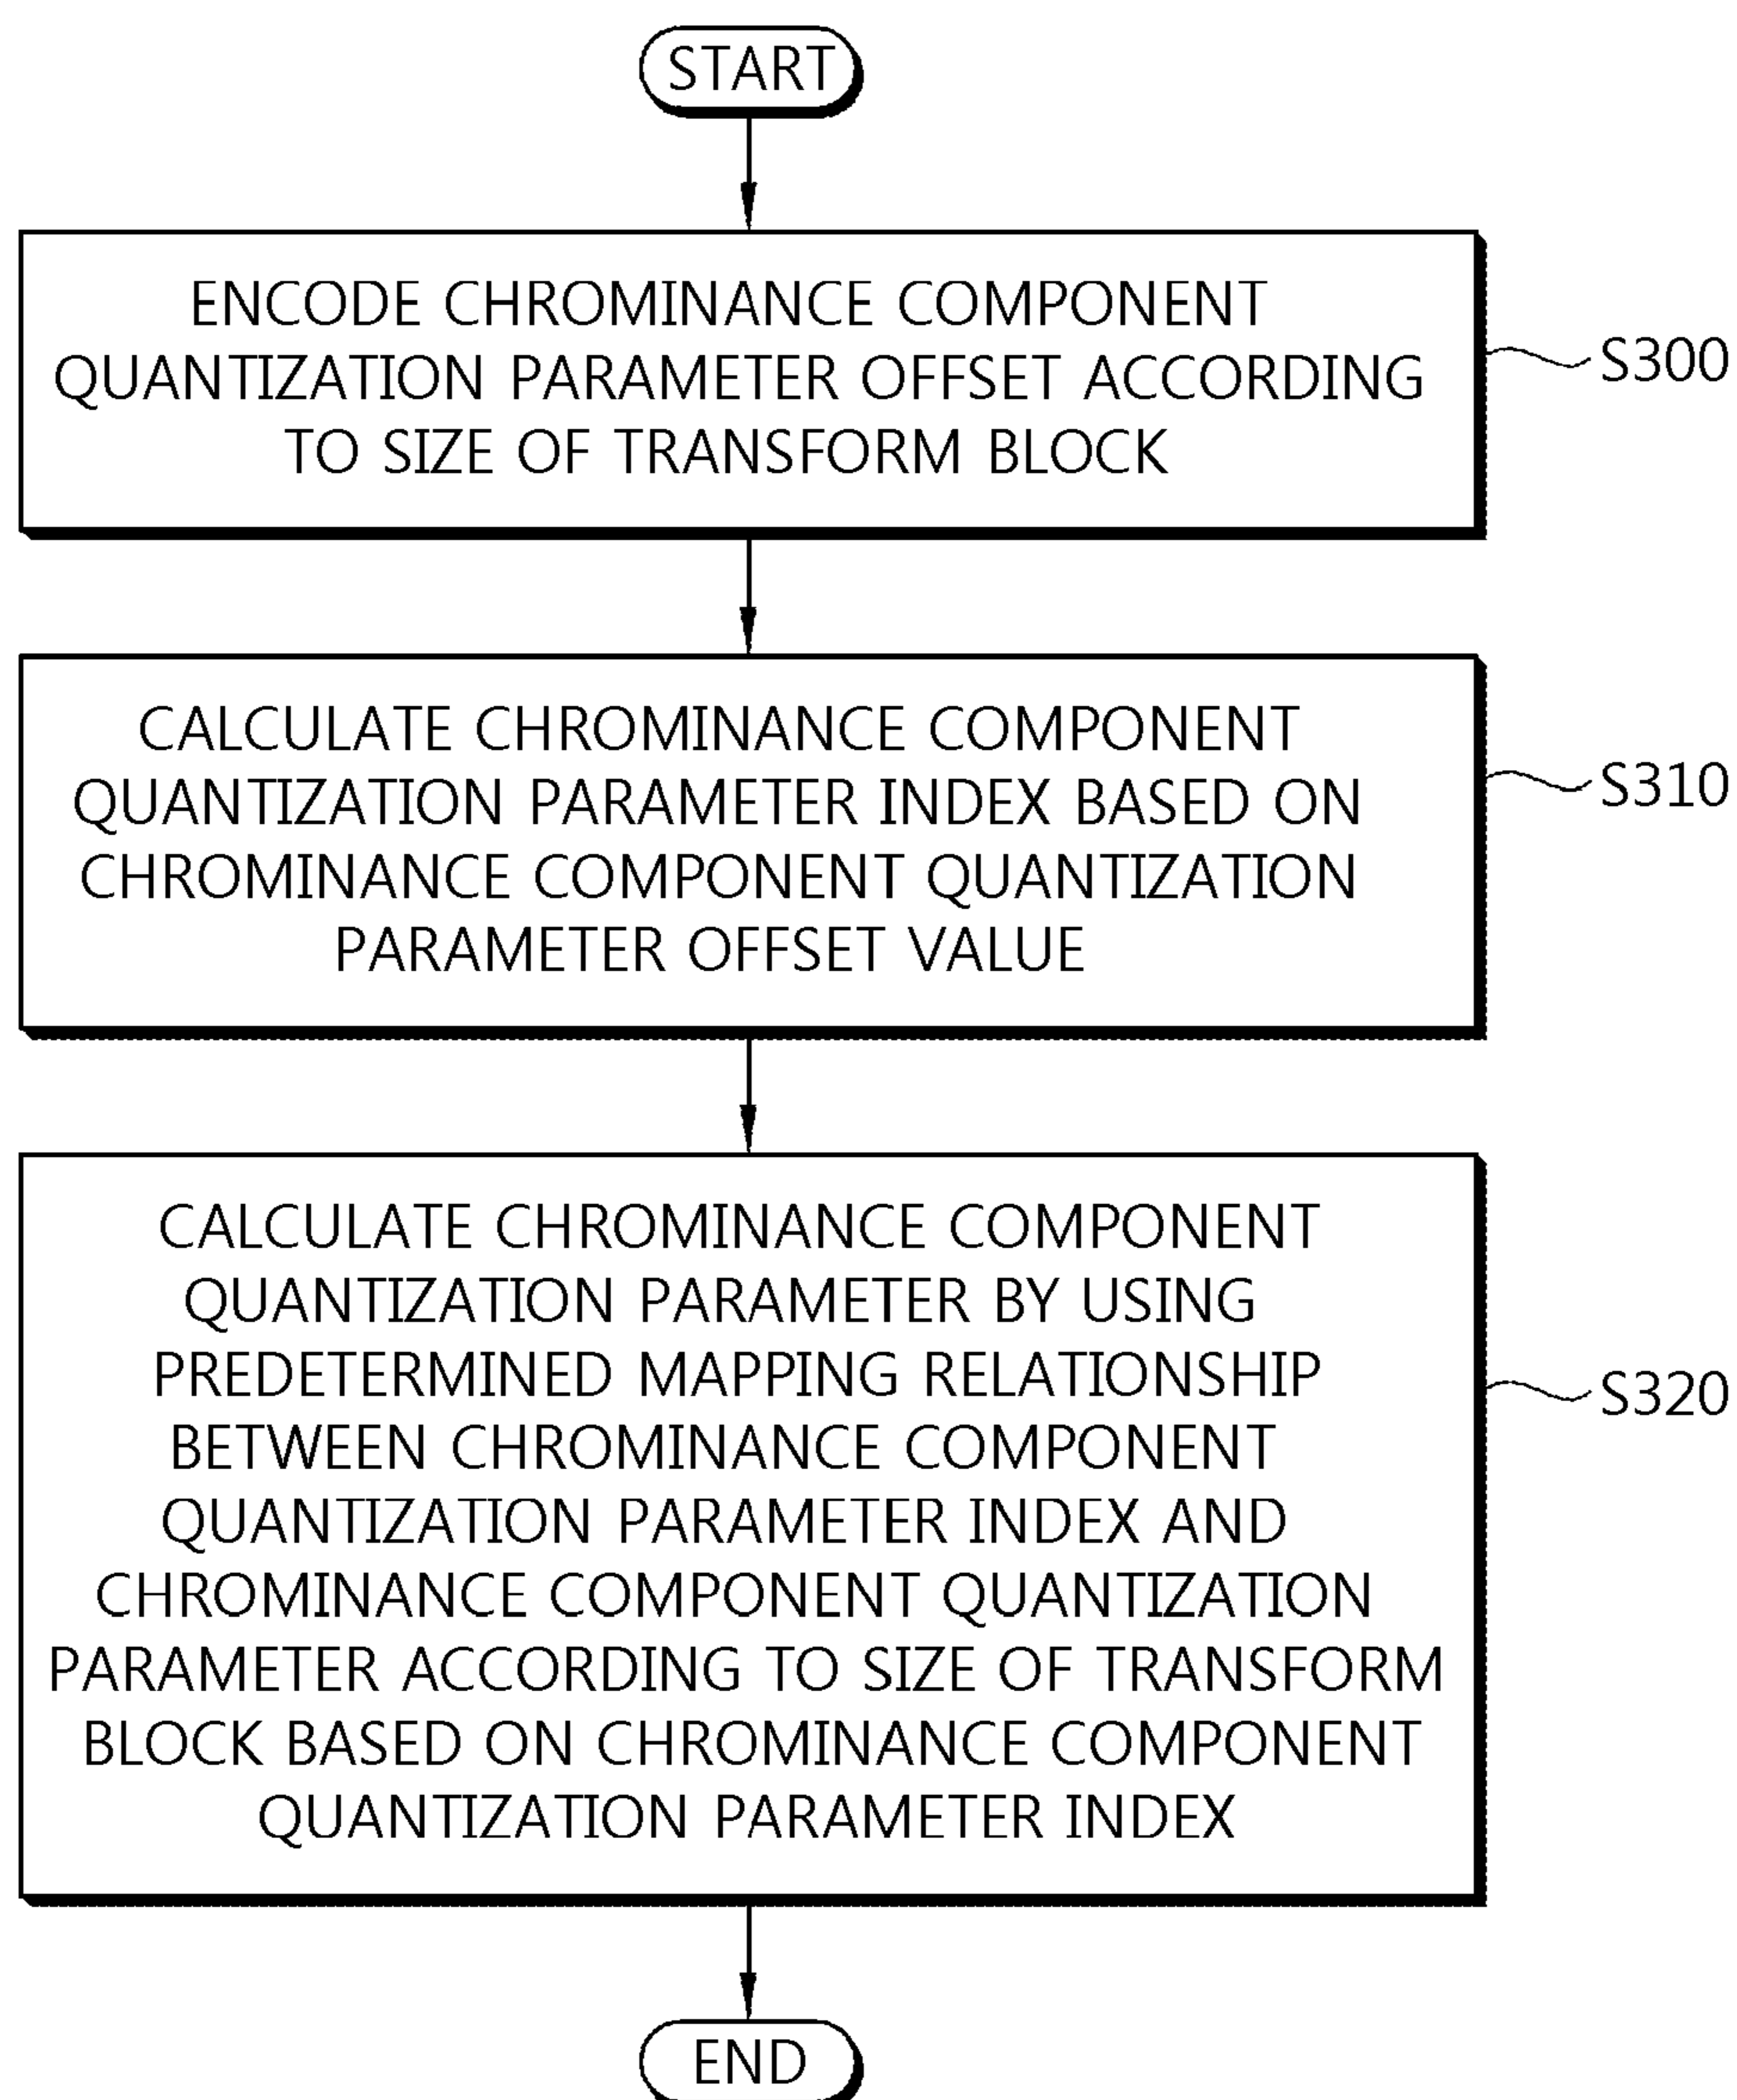 START
ENCODE CHROMINANCE COMPONENT
QUANTIZATION PARAMETER OFFSET ACCORDING
TO SIZE OF TRANSFORM BLOCK
S300
CALCULATE CHROMINANCE COMPONENT
QUANTIZATION PARAMETER INDEX BASED ON
CHROMINANCE COMPONENT QUANTIZATION
PARAMETER OFFSET VALUE
S310
CALCULATE CHROMINANCE COMPONENT
QUANTIZATION PARAMETER BY USING
PREDETERMINED MAPPING RELATIONSHIP
BETWEEN CHROMINANCE COMPONENT
QUANTIZATION PARAMETER INDEX AND
CHROMINANCE COMPONENT QUANTIZATION
PARAMETER ACCORDING TO SIZE OF TRANSFORM
BLOCK BASED ON CHROMINANCE COMPONENT
QUANTIZATION PARAMETER INDEX
S320
END